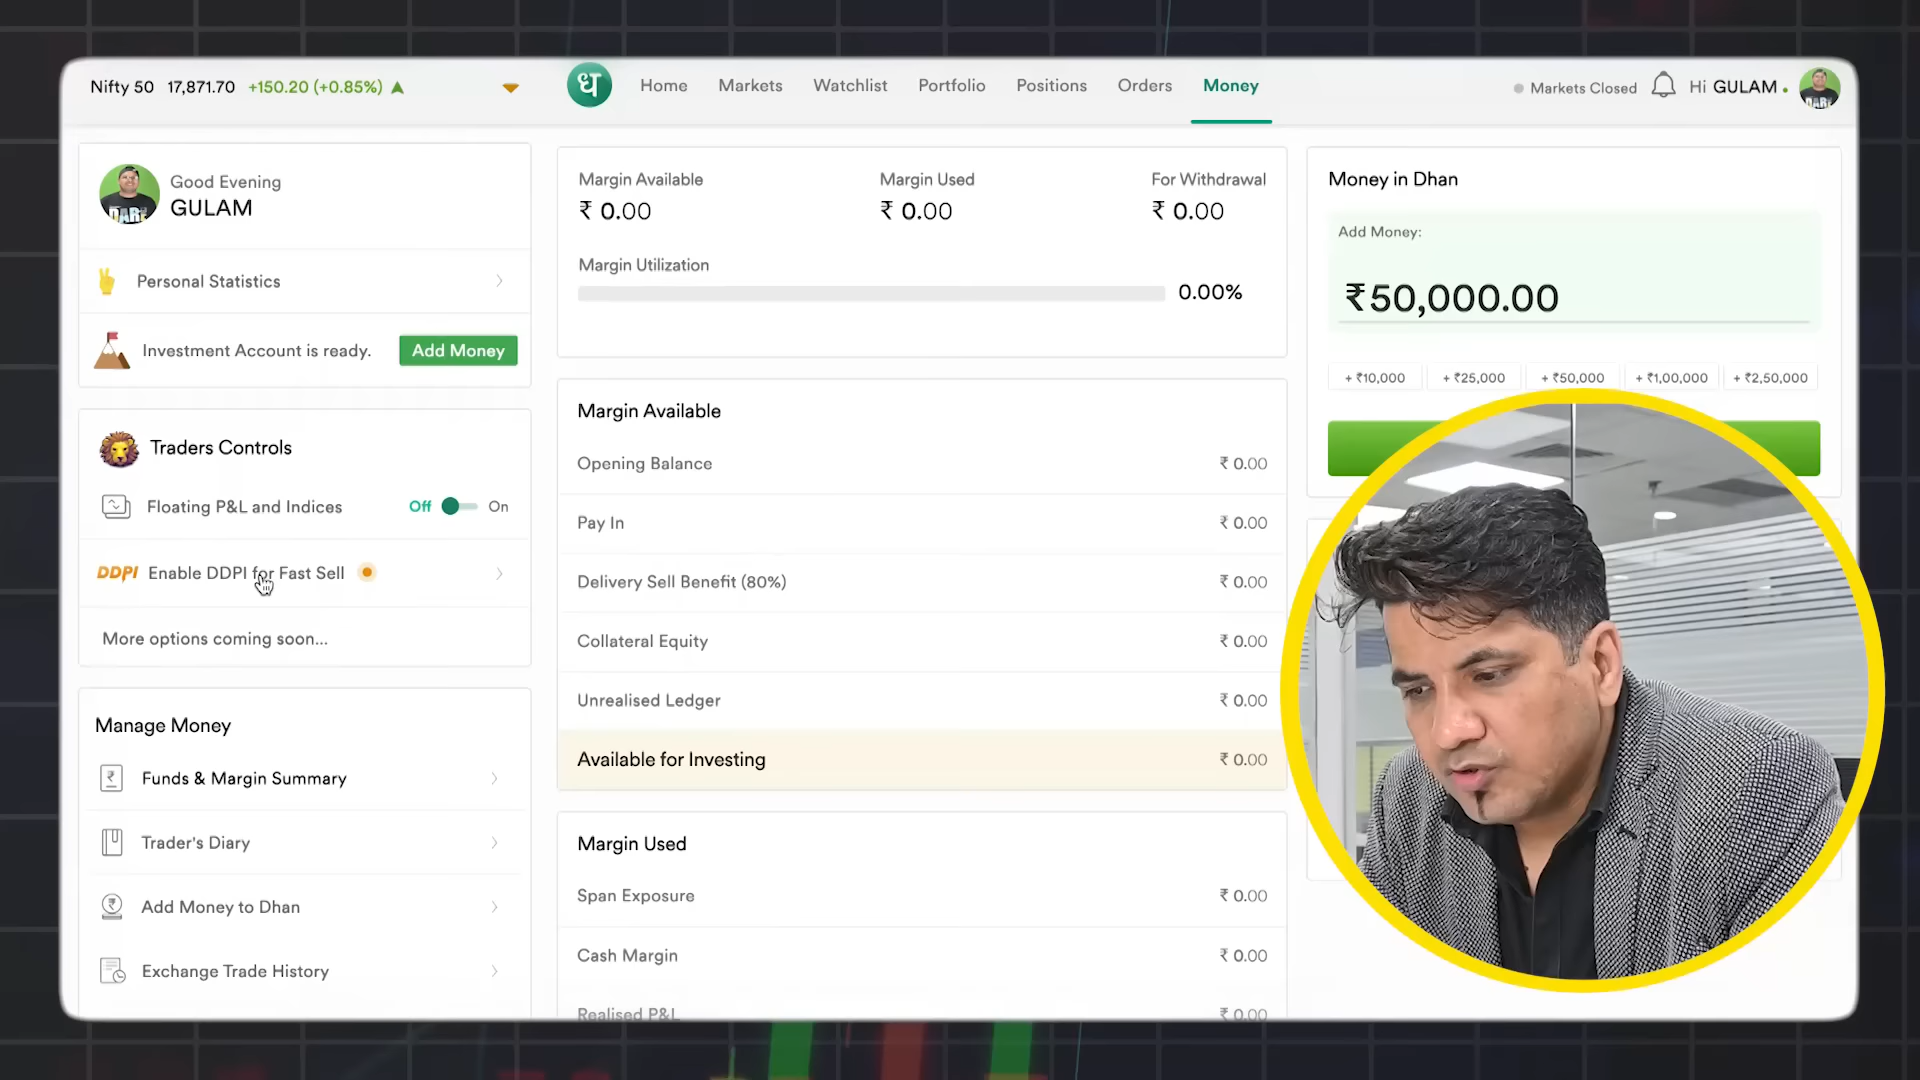 Nifty 50 17,871.70 +150.20 (+0.85%)
ध
Home Markets Watchlist Portfolio Positions Orders Money
Markets Closed
Hi GULAM
Good Evening
GULAM
Personal Statistics
Investment Account is ready. Add Money
Traders Controls
Floating P&L and Indices Off On
DDPI Enable DDPI for Fast Sell
More options coming soon...
Manage Money
Funds & Margin Summary
Trader's Diary
Add Money to Dhan
Exchange Trade History
Margin Available Margin Used For Withdrawal
₹ 0.00 ₹ 0.00 ₹ 0.00
Margin Utilization
0.00%
Margin Available
Opening Balance ₹ 0.00
Pay In ₹ 0.00
Delivery Sell Benefit (80%) ₹ 0.00
Collateral Equity ₹ 0.00
Unrealised Ledger ₹ 0.00
Available for Investing ₹ 0.00
Margin Used
Span Exposure ₹ 0.00
Cash Margin ₹ 0.00
Realised P&L ₹ 0.00
Money in Dhan
Add Money:
₹50,000.00
+ ₹10,000 + ₹25,000 + ₹50,000 + ₹1,00,000 + ₹2,50,000